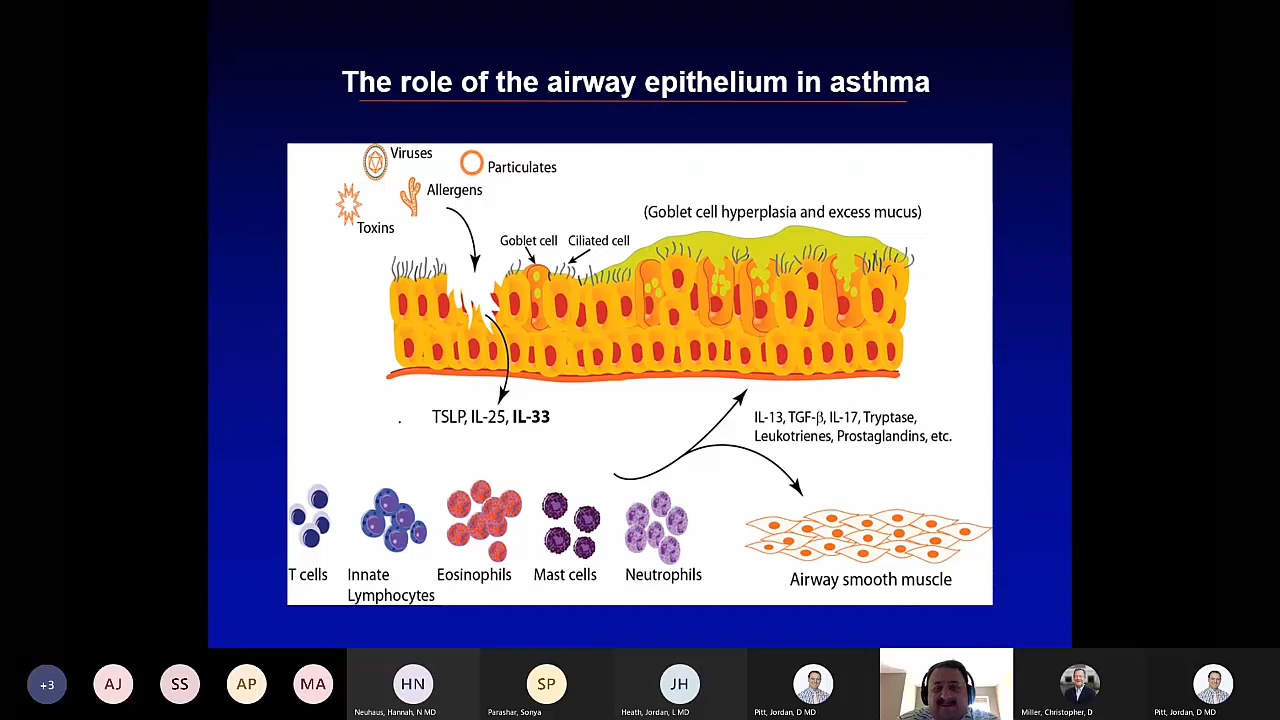 The role of the airway epithelium in asthma
Viruses
Particulates
Allergens
Toxins
(Goblet cell hyperplasia and excess mucus)
Goblet cell
Ciliated cell
TSLP, IL-25, IL-33
IL-13, TGF-β, IL-17, Tryptase,
Leukotrienes, Prostaglandins, etc.
T cells
Innate
Lymphocytes
Eosinophils
Mast cells
Neutrophils
Airway smooth muscle
+3
AJ
SS
AP
MA
HN
SP
JH
Neuhaus, Hannah, N MD
Parashar, Sonya
Heath, Jordan, L MD
Pitt, Jordan, D MD
Miller, Christopher, D
Pitt, Jordan, D MD